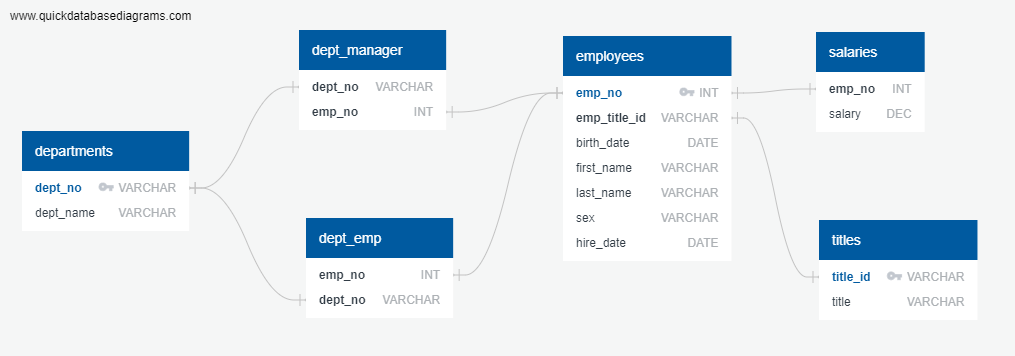 www.quickdatabasediagrams.com
departments
dept_no VARCHAR
dept_name VARCHAR
dept_manager
dept_no VARCHAR
emp_no INT
dept_emp
emp_no INT
dept_no VARCHAR
employees
emp_no INT
emp_title_id VARCHAR
birth_date DATE
first_name VARCHAR
last_name VARCHAR
sex VARCHAR
hire_date DATE
salaries
emp_no INT
salary DEC
titles
title_id VARCHAR
title VARCHAR